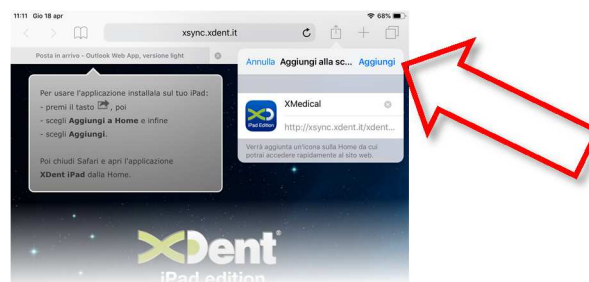 11:11 Gio 18 apr
68%
xsync.xdent.it
Posta in arrivo - Outlook Web App, versione light
Annulla Aggiungi alla sc... Aggiungi
Per usare l'applicazione installala sul tuo iPad:
- premi il tasto , poi
- scegli Aggiungi a Home e infine
- scegli Aggiungi.
Poi chiudi Safari e apri l'applicazione
XDent iPad dalla Home.
XMedical
iPad Edition
http://xsync.xdent.it/xdent...
Verrà aggiunta un'icona sulla Home da cui
potrai accedere rapidamente al sito web.
XDent
iPad edition